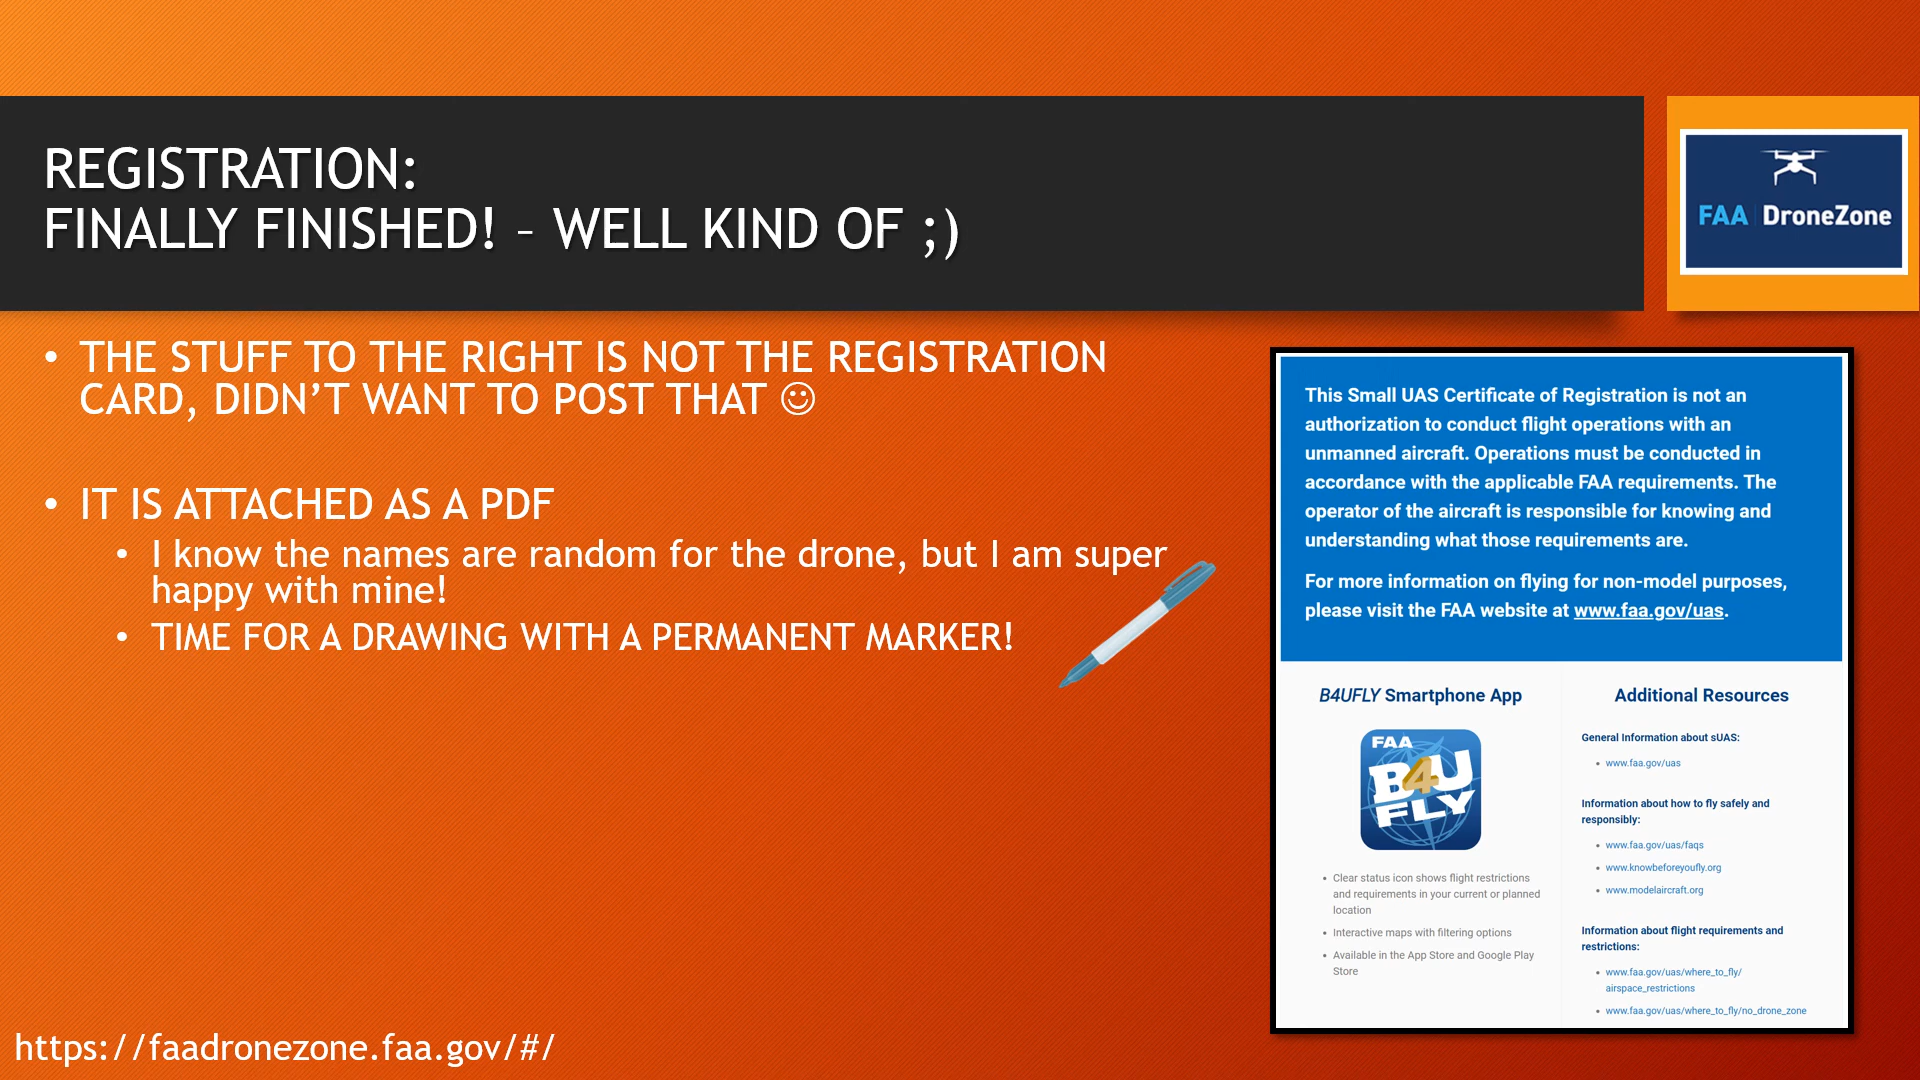 REGISTRATION:
FINALLY FINISHED! – WELL KIND OF ;)
FAA DroneZone
• THE STUFF TO THE RIGHT IS NOT THE REGISTRATION
CARD, DIDN’T WANT TO POST THAT ☺
• IT IS ATTACHED AS A PDF
• I know the names are random for the drone, but I am super
happy with mine!
• TIME FOR A DRAWING WITH A PERMANENT MARKER!
This Small UAS Certificate of Registration is not an
authorization to conduct flight operations with an
unmanned aircraft. Operations must be conducted in
accordance with the applicable FAA requirements. The
operator of the aircraft is responsible for knowing and
understanding what those requirements are.
For more information on flying for non-model purposes,
please visit the FAA website at www.faa.gov/uas.
B4UFLY Smartphone App
FAA
B4U
FLY
• Clear status icon shows flight restrictions
and requirements in your current or planned
location
• Interactive maps with filtering options
• Available in the App Store and Google Play
Store
Additional Resources
General Information about sUAS:
• www.faa.gov/uas
Information about how to fly safely and
responsibly:
• www.faa.gov/uas/faqs
• www.knowbeforeyoufly.org
• www.modelaircraft.org
Information about flight requirements and
restrictions:
• www.faa.gov/uas/where_to_fly/
airspace_restrictions
• www.faa.gov/uas/where_to_fly/no_drone_zone
https://faadronezone.faa.gov/#/